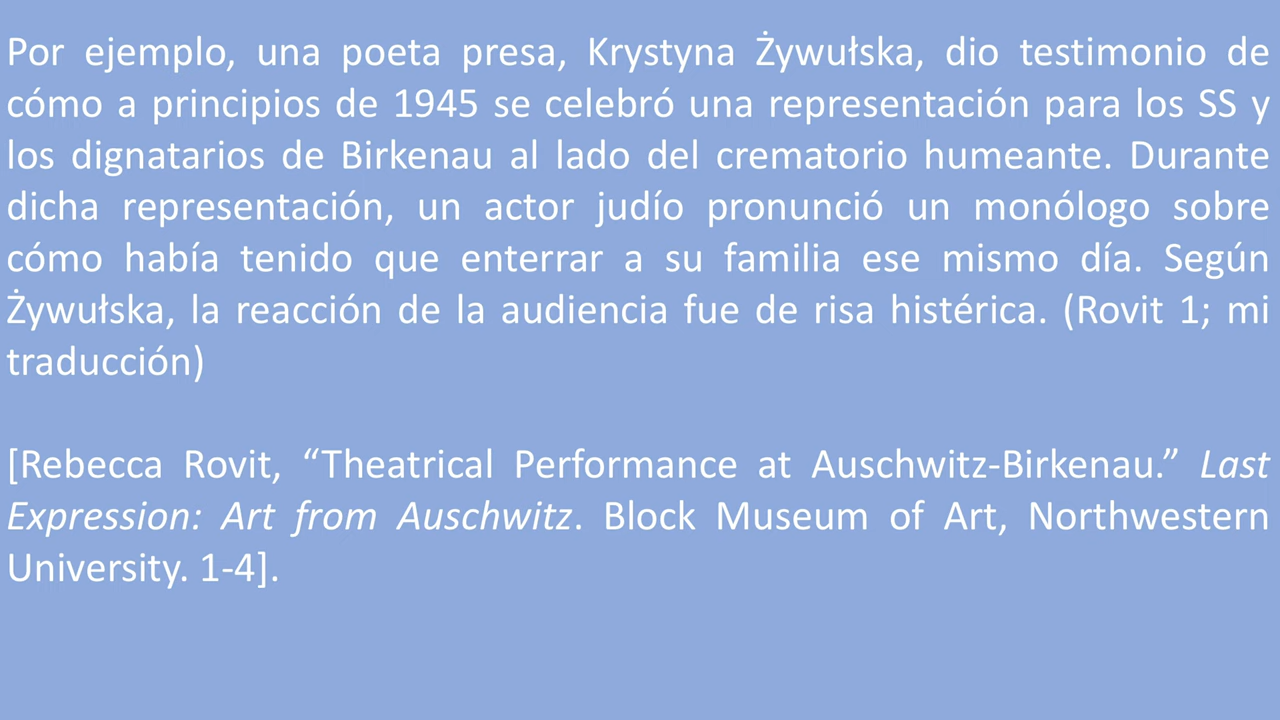 Por ejemplo, una poeta presa, Krystyna Żywułska, dio testimonio de
cómo a principios de 1945 se celebró una representación para los SS y
los dignatarios de Birkenau al lado del crematorio humeante. Durante
dicha representación, un actor judío pronunció un monólogo sobre
cómo había tenido que enterrar a su familia ese mismo día. Según
Żywułska, la reacción de la audiencia fue de risa histérica. (Rovit 1; mi
traducción)
[Rebecca Rovit, “Theatrical Performance at Auschwitz-Birkenau.” Last
Expression: Art from Auschwitz. Block Museum of Art, Northwestern
University. 1-4].